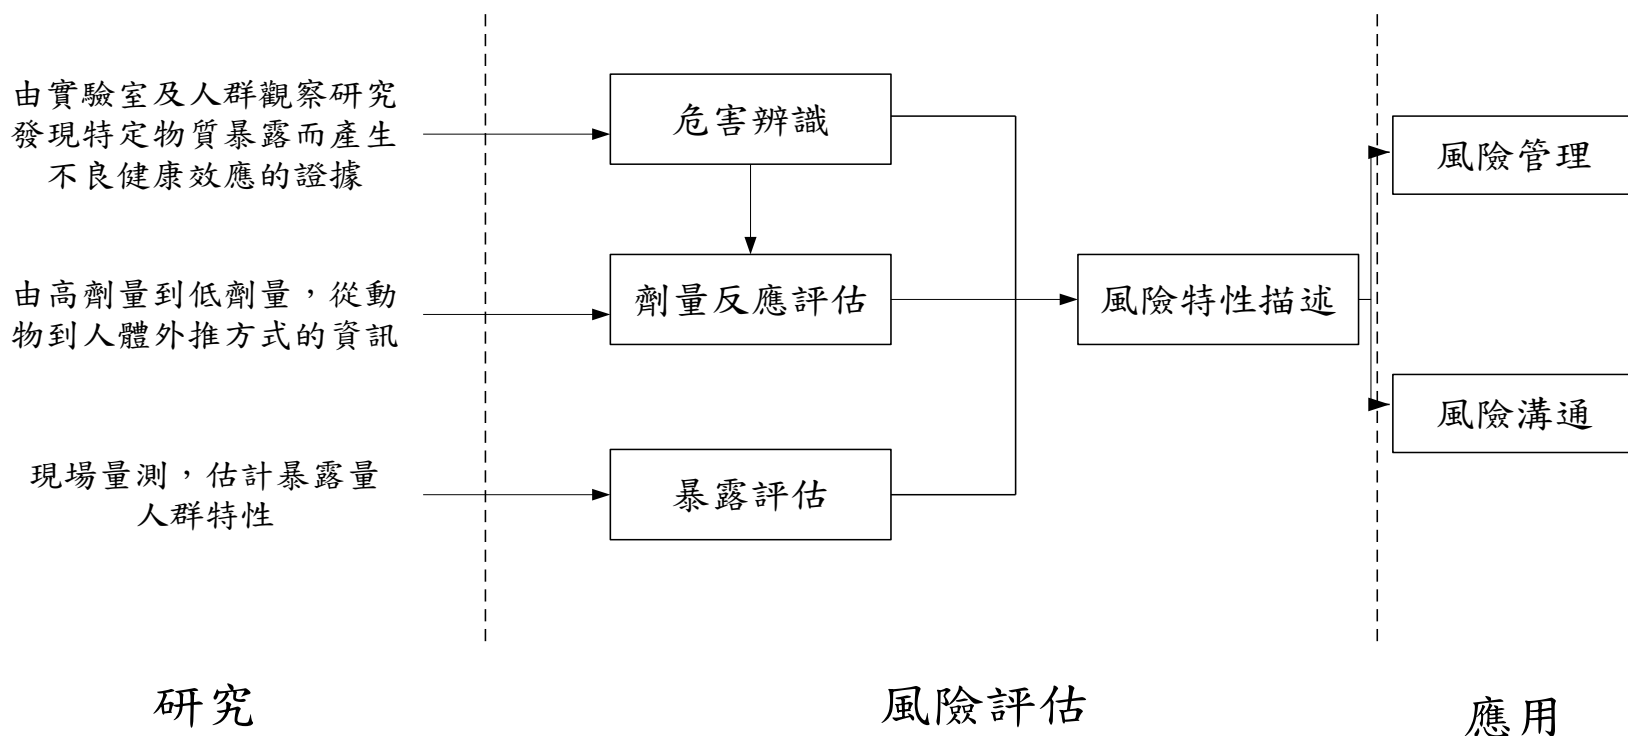 由實驗室及人群觀察研究
發現特定物質暴露而產生
不良健康效應的證據
危害辨識
風險管理
由高劑量到低劑量，從動
物到人體外推方式的資訊
劑量反應評估
風險特性描述
風險溝通
現場量測，估計暴露量
人群特性
暴露評估
研究
風險評估
應用